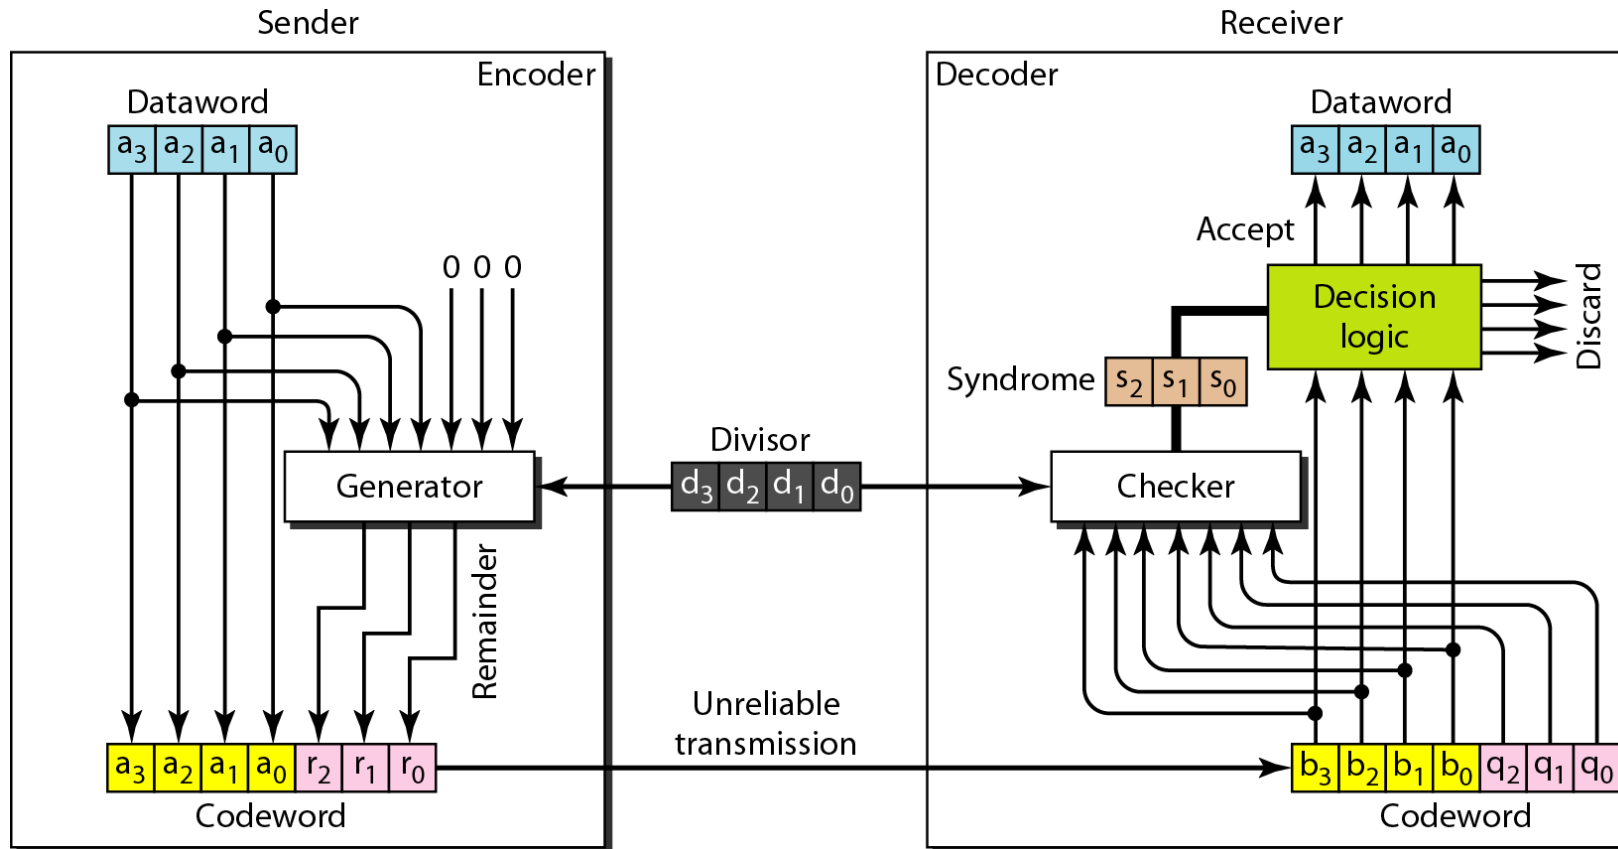 Sender
Receiver
Encoder
Decoder
Dataword
a3 a2 a1 a0
Dataword
a3 a2 a1 a0
Accept
0 0 0
Decision
logic
Discard
Syndrome
s2 s1 s0
Divisor
d3 d2 d1 d0
Generator
Checker
Remainder
Unreliable
transmission
a3 a2 a1 a0 r2 r1 r0
Codeword
b3 b2 b1 b0 q2 q1 q0
Codeword